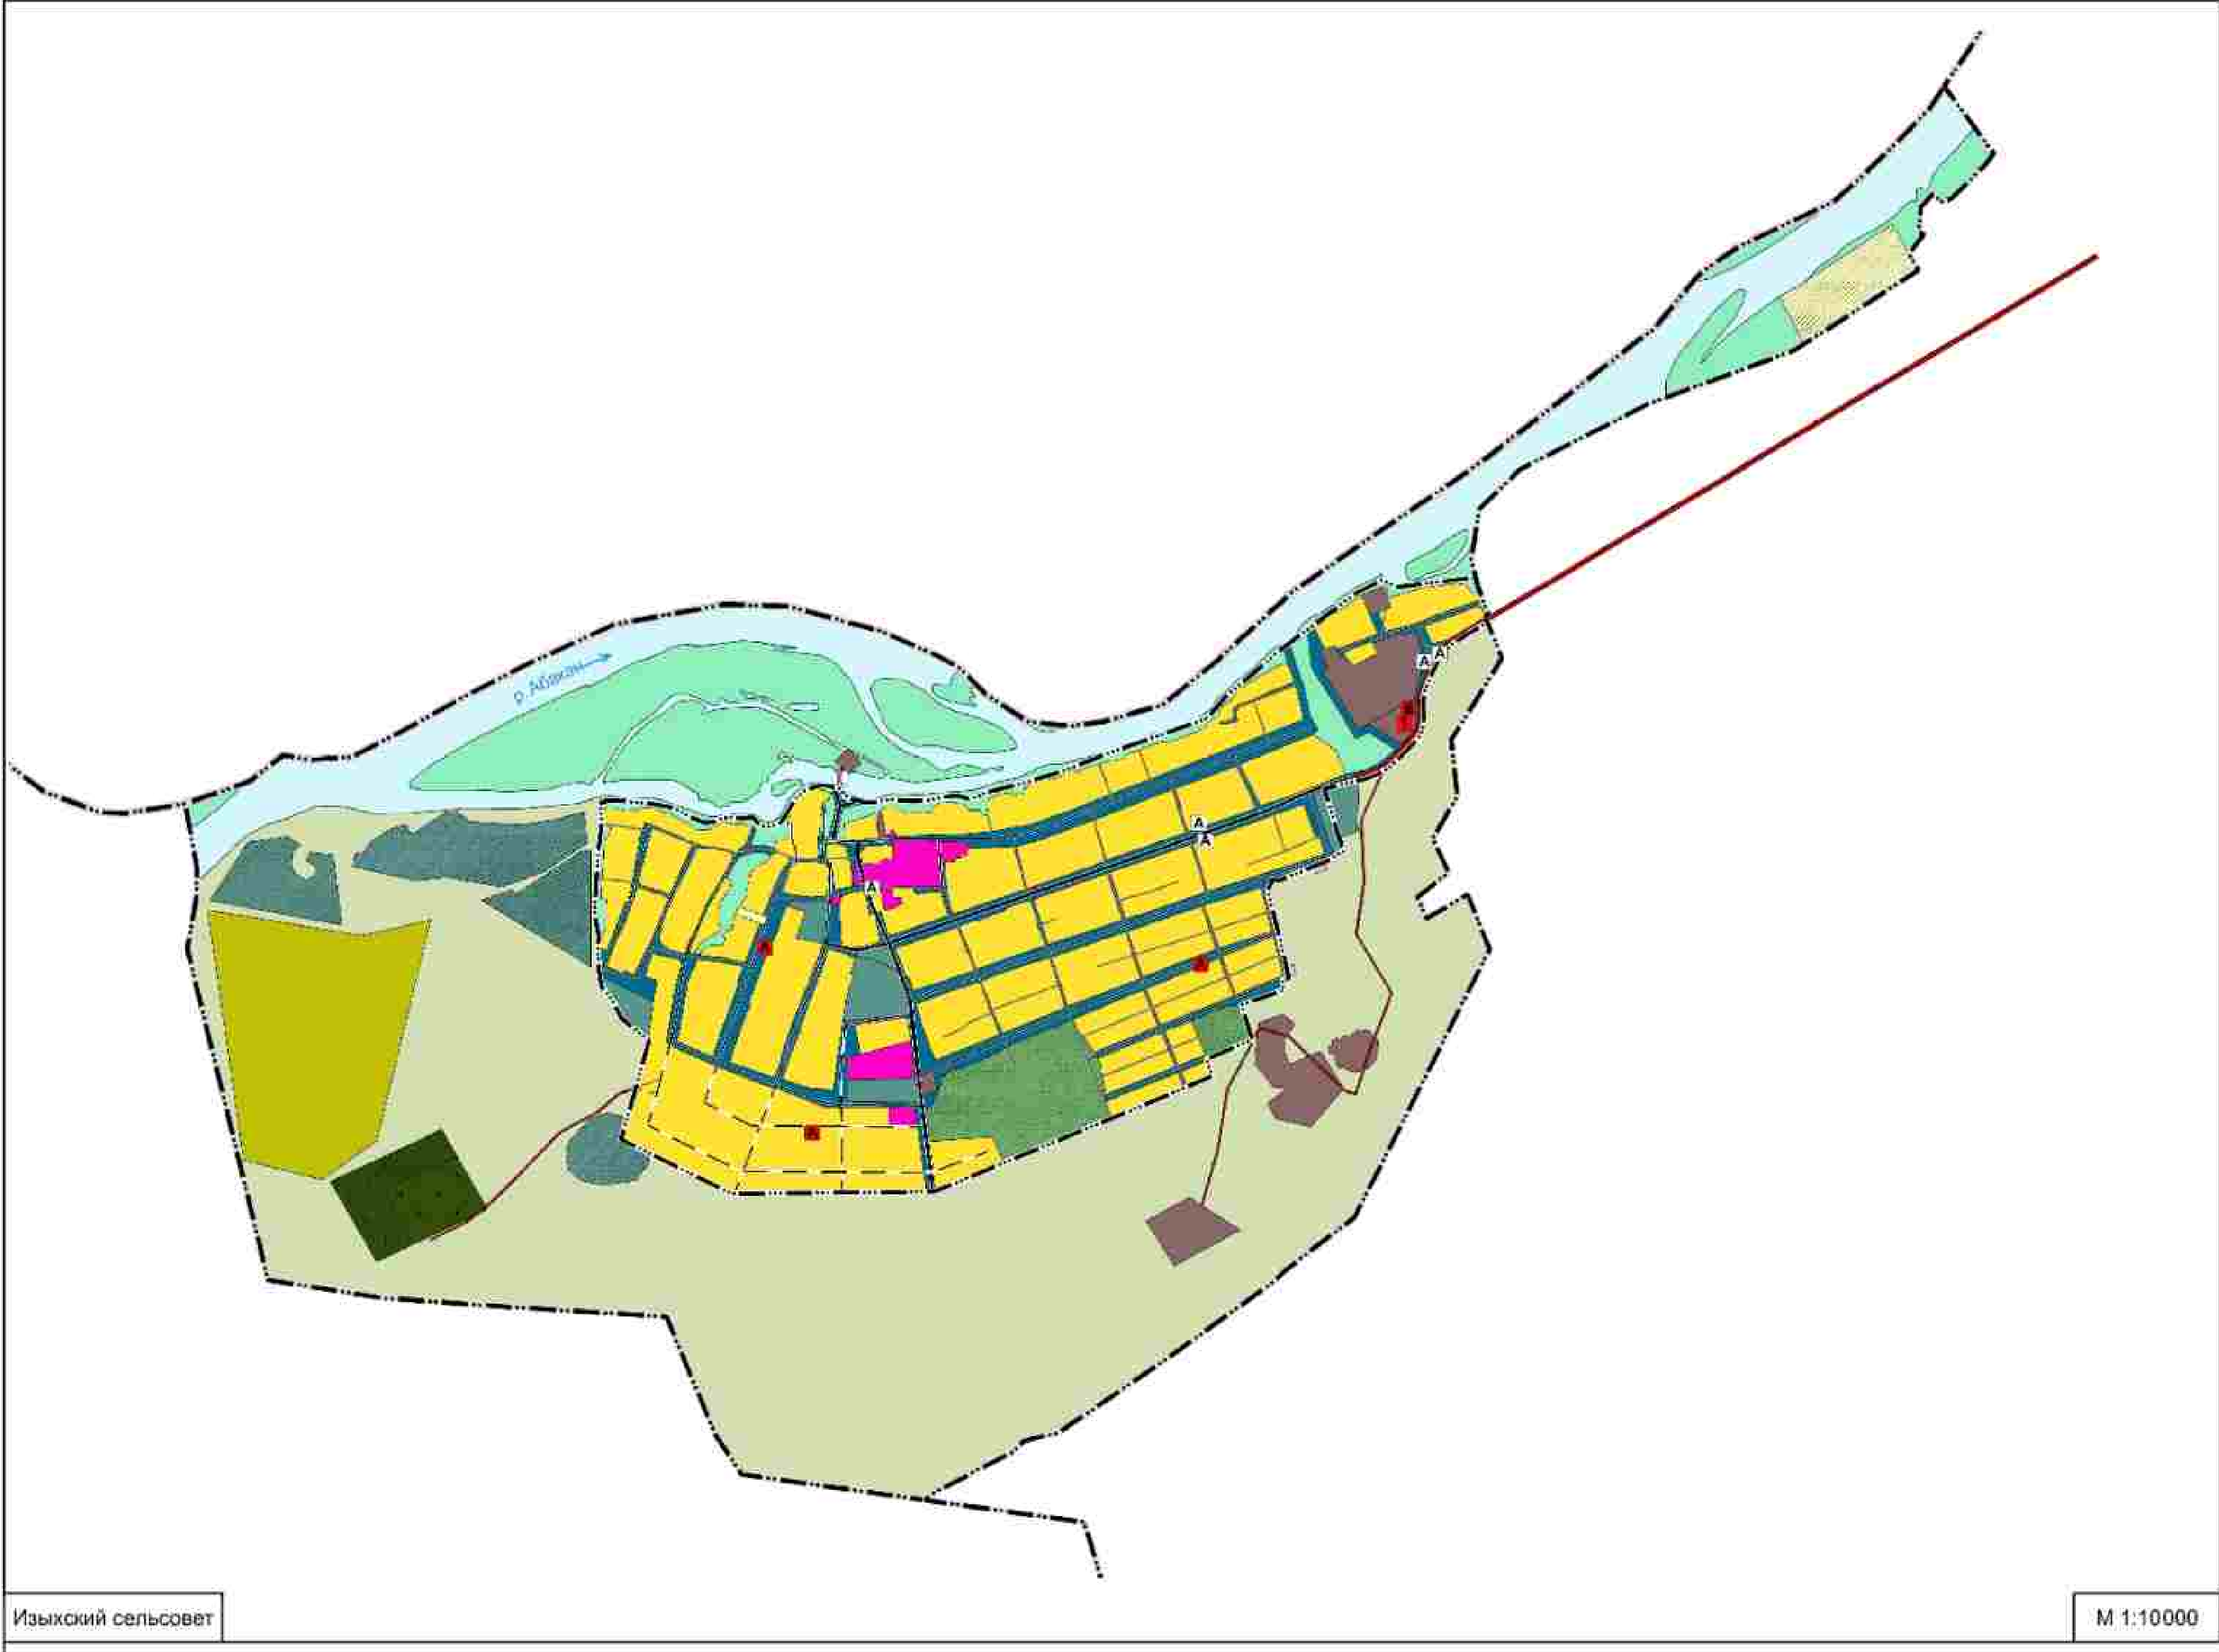 р. Абакан
А
А
А
А
А
Изыхский сельсовет
М 1:10000